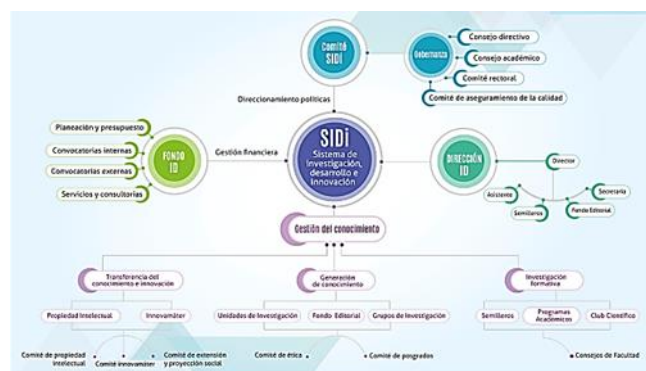 Comité
SIDI
Gobernanza
Consejo directivo
Consejo académico
Comité rectoral
Comité de aseguramiento de la calidad
Direccionamiento políticas
Planeación y presupuesto
Convocatorias internas
Convocatorias externas
Servicios y consultorías
FONDO
ID
Gestión financiera
SIDI
Sistema de
investigación,
desarrollo e
innovación
DIRECCIÓN
ID
Director
Asistente
Semilleros
Fondo Editorial
Secretaria
Gestión del conocimiento
Transferencia del
conocimiento e innovación
Generación
de conocimiento
Investigación
formativa
Propiedad Intelectual
Innovamáter
Unidades de Investigación
Fondo Editorial
Grupos de Investigación
Semilleros
Programas
Académicos
Club Científico
Comité de propiedad
intelectual
Comité innovamáter
Comité de extensión
y proyección social
Comité de ética
Comité de posgrados
Consejos de Facultad